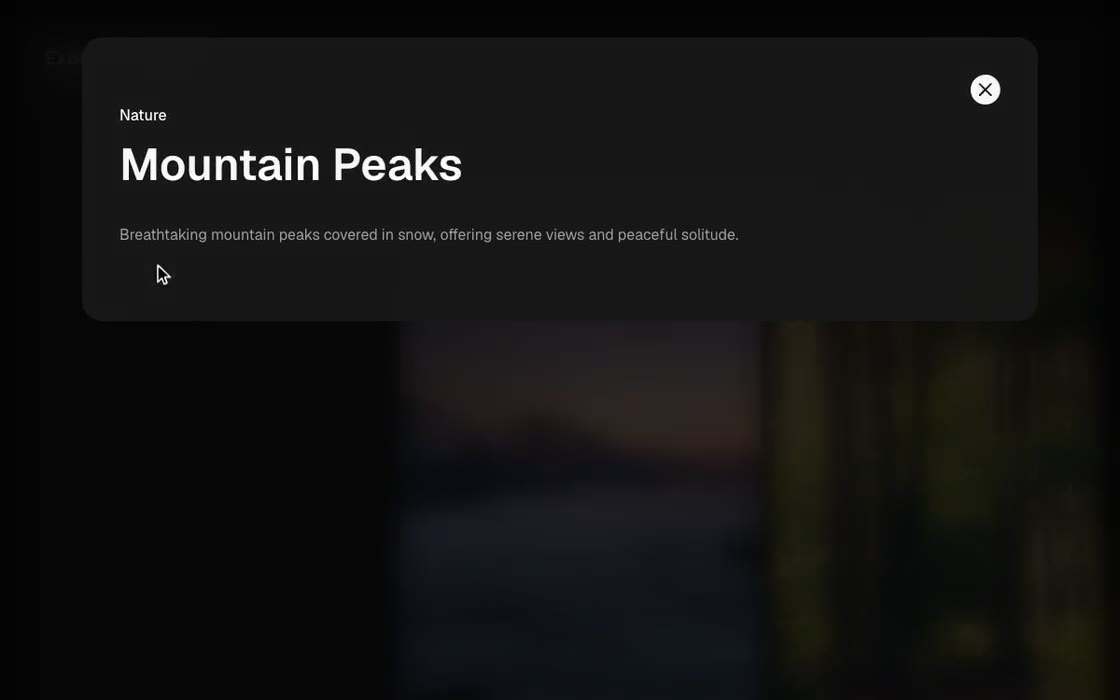 Nature
Mountain Peaks
Breathtaking mountain peaks covered in snow, offering serene views and peaceful solitude.